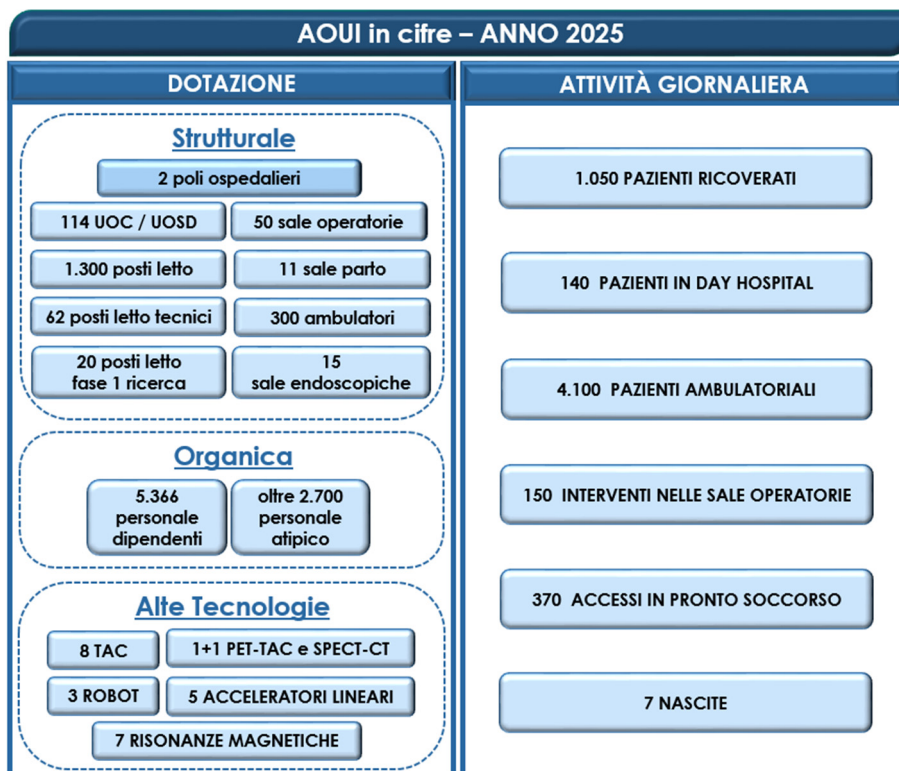 AOUI in cifre – ANNO 2025
DOTAZIONE
Strutturale
2 poli ospedalieri
114 UOC / UOSD
50 sale operatorie
1.300 posti letto
11 sale parto
62 posti letto tecnici
300 ambulatori
20 posti letto
fase 1 ricerca
15
sale endoscopiche
Organica
5.366
personale
dipendenti
oltre 2.700
personale
atipico
Alte Tecnologie
8 TAC
1+1 PET-TAC e SPECT-CT
3 ROBOT
5 ACCELERATORI LINEARI
7 RISONANZE MAGNETICHE
ATTIVITÀ GIORNALIERA
1.050 PAZIENTI RICOVERATI
140 PAZIENTI IN DAY HOSPITAL
4.100 PAZIENTI AMBULATORIALI
150 INTERVENTI NELLE SALE OPERATORIE
370 ACCESSI IN PRONTO SOCCORSO
7 NASCITE